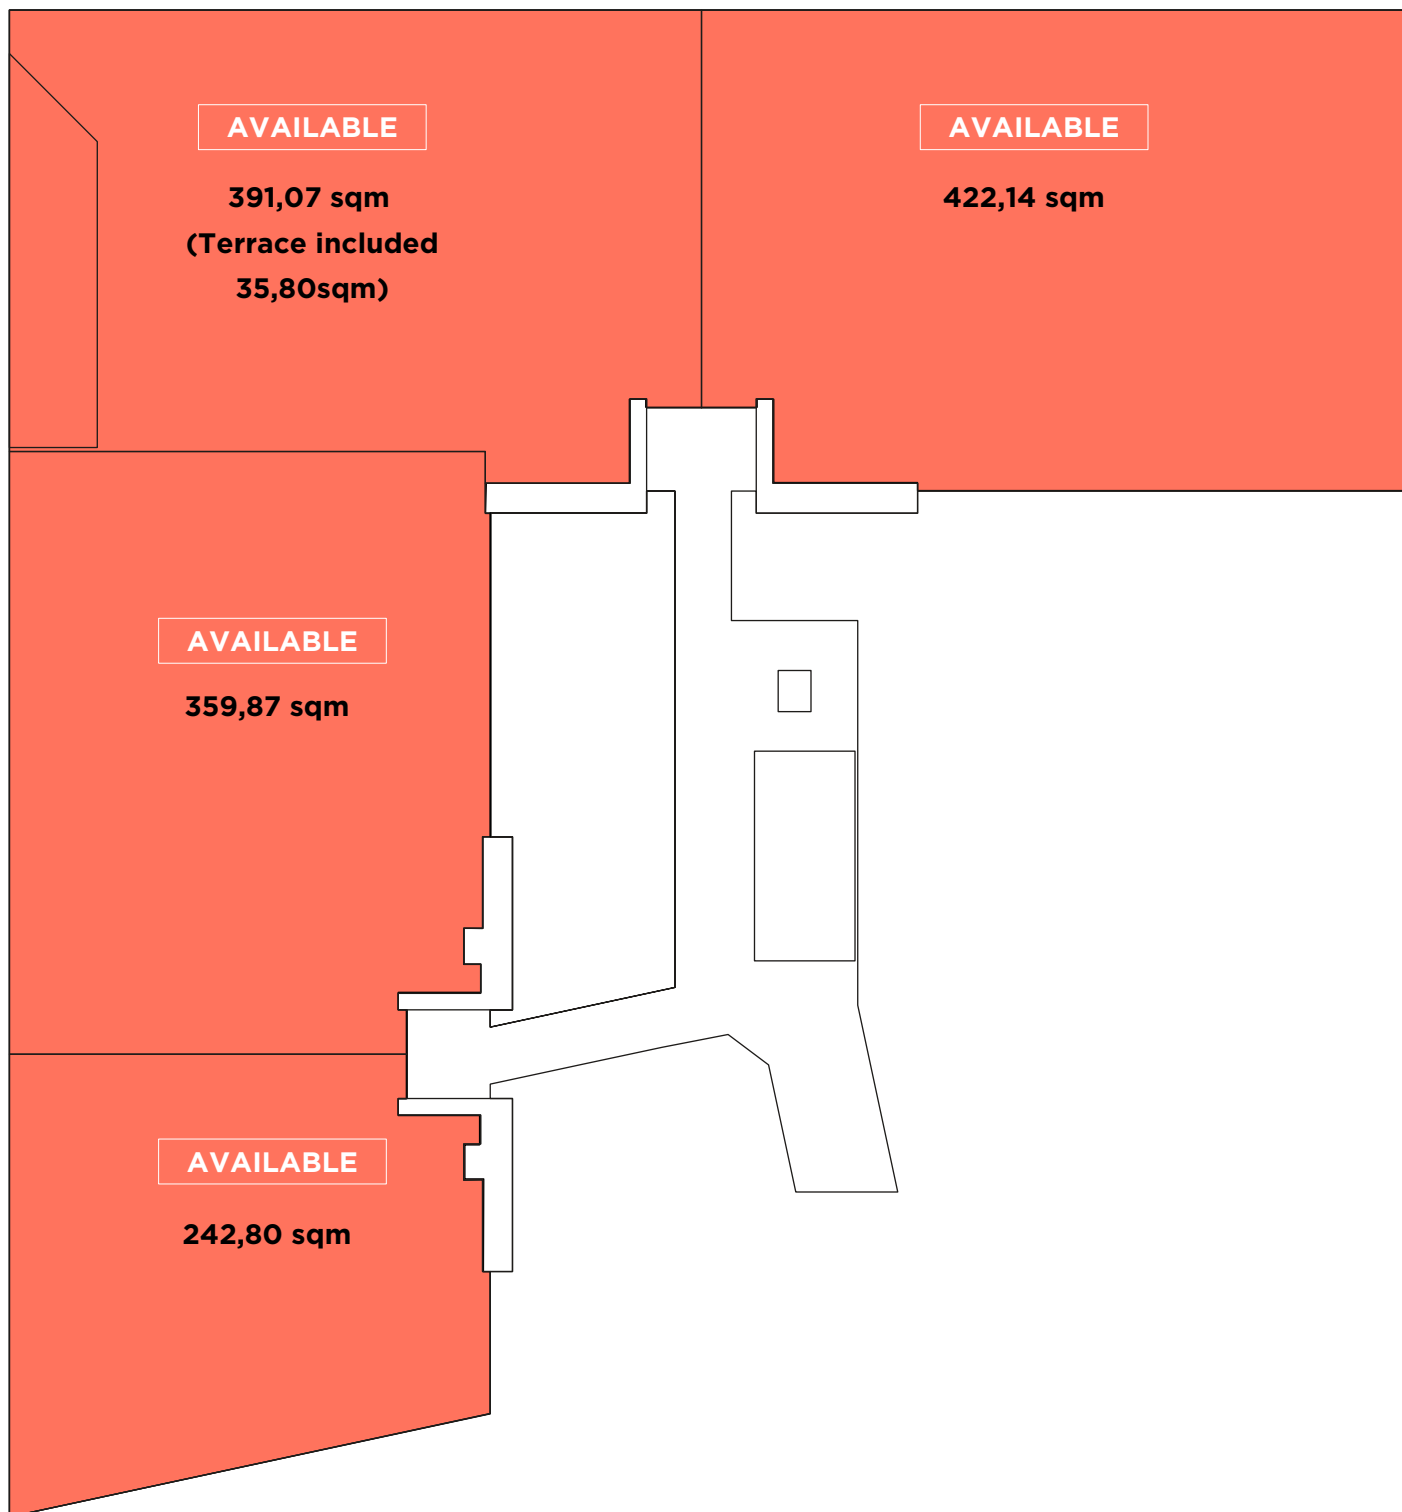 AVAILABLE
391,07 sqm
(Terrace included
35,80sqm)
AVAILABLE
422,14 sqm
AVAILABLE
359,87 sqm
AVAILABLE
242,80 sqm